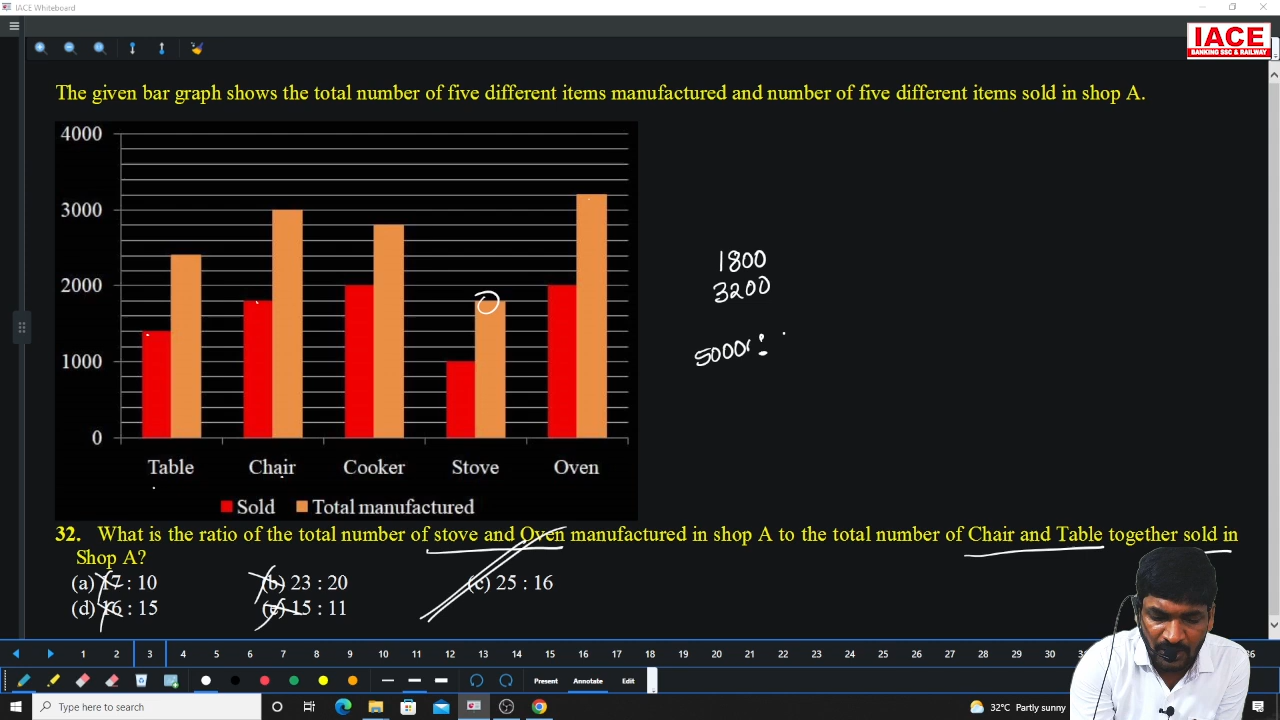 IACE Whiteboard
IACE
BANKING SSC & RAILWAY
The given bar graph shows the total number of five different items manufactured and number of five different items sold in shop A.
4000
3000
2000
1000
0
Table Chair Cooker Stove Oven
Sold Total manufactured
1800
3200
5000 :
32. What is the ratio of the total number of stove and Oven manufactured in shop A to the total number of Chair and Table together sold in
Shop A?
(a) 17 : 10 (b) 23 : 20 (c) 25 : 16
(d) 16 : 15 (e) 15 : 11
1 2 3 4 5 6 7 8 9 10 11 12 13 14 15 16 17 18 19 20 21 22 23 24 25 26 27 28 29 30 31 36
Present Annotate Edit
Type here to search
32°C Partly sunny